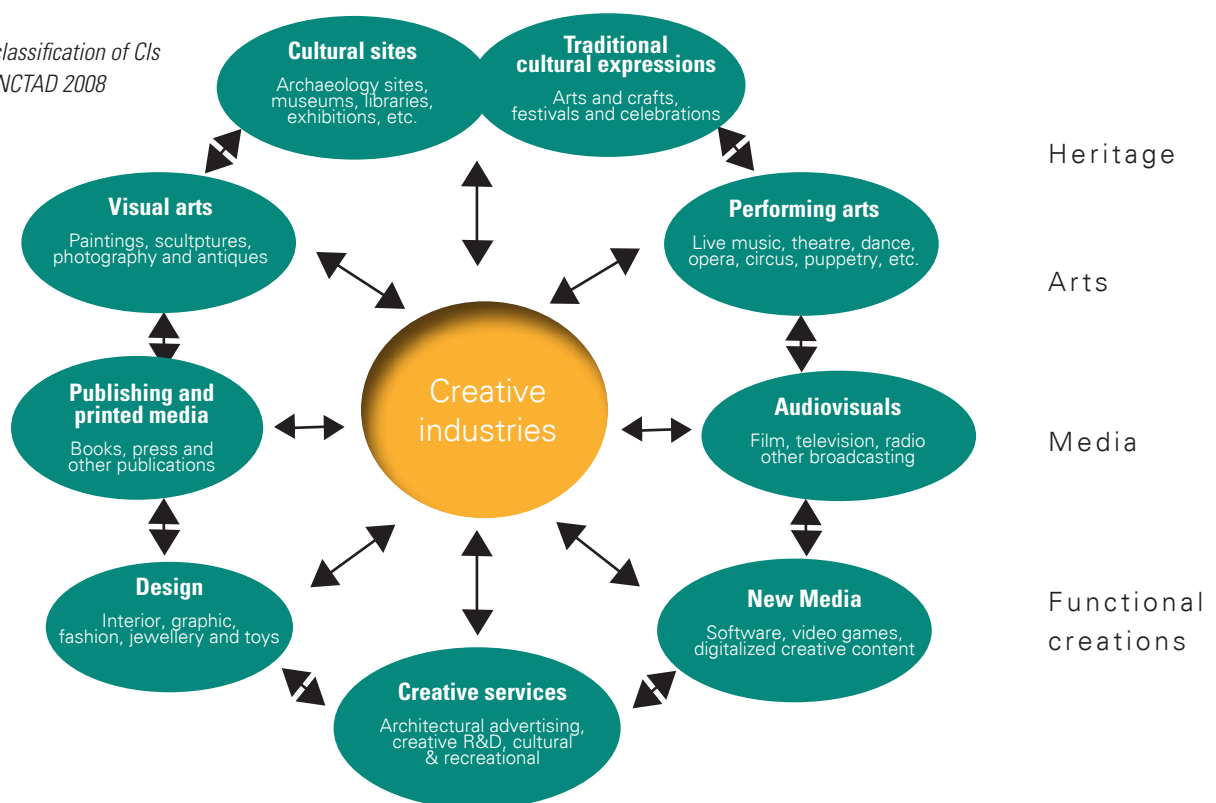 classification of CIs
NCTAD 2008
Cultural sites
Archaeology sites,
museums, libraries,
exhibitions, etc.
Traditional
cultural expressions
Arts and crafts,
festivals and celebrations
Heritage
Visual arts
Paintings, scultptures,
photography and antiques
Performing arts
Live music, theatre, dance,
opera, circus, puppetry, etc.
Arts
Creative
industries
Publishing and
printed media
Books, press and
other publications
Audiovisuals
Film, television, radio
other broadcasting
Media
Design
Interior, graphic,
fashion, jewellery and toys
New Media
Software, video games,
digitalized creative content
Functional
creations
Creative services
Architectural advertising,
creative R&D, cultural
& recreational